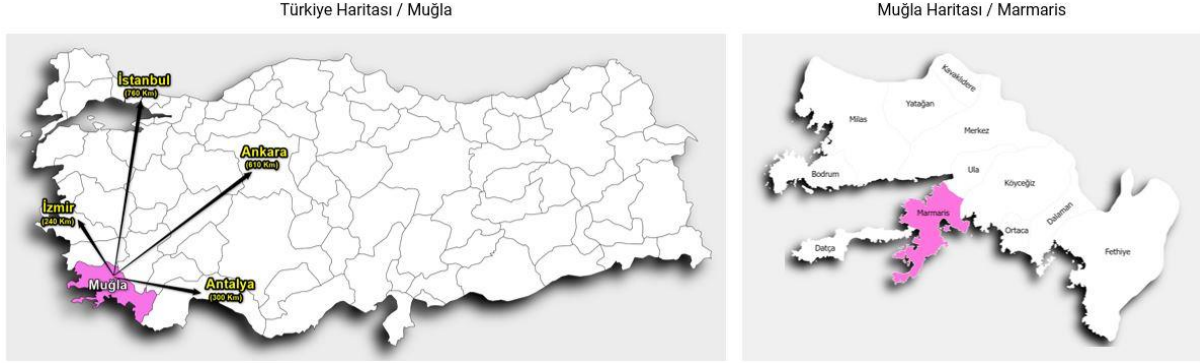 Türkiye Haritası / Muğla
İstanbul
(760 Km)
Ankara
(610 Km)
İzmir
(240 Km)
Muğla
Antalya
(300 Km)
Muğla Haritası / Marmaris
Kavaklıdere
Yatağan
Milas
Merkez
Bodrum
Ula
Köyceğiz
Marmaris
Dalaman
Ortaca
Datça
Fethiye